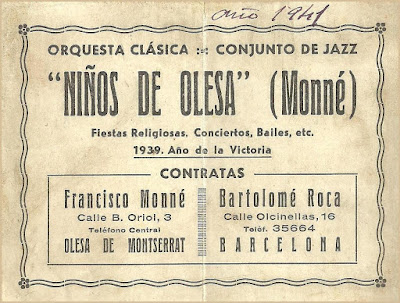 año 1941
ORQUESTA CLÁSICA :-: CONJUNTO DE JAZZ
"NIÑOS DE OLESA" (Monné)
Fiestas Religiosas, Conciertos, Bailes, etc.
1939. Año de la Victoria
CONTRATAS
Francisco Monné
Calle B. Oriol, 3
Teléfono Central
OLESA DE MONTSERRAT
Bartolomé Roca
Calle Olcinellas, 16
Teléf. 35664
BARCELONA